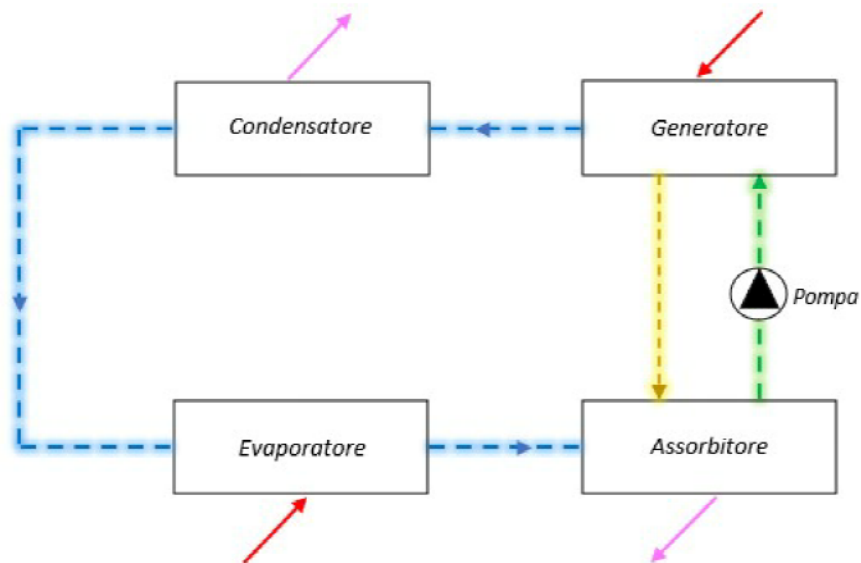 Condensatore
Generatore
Pompa
Evaporatore
Assorbitore